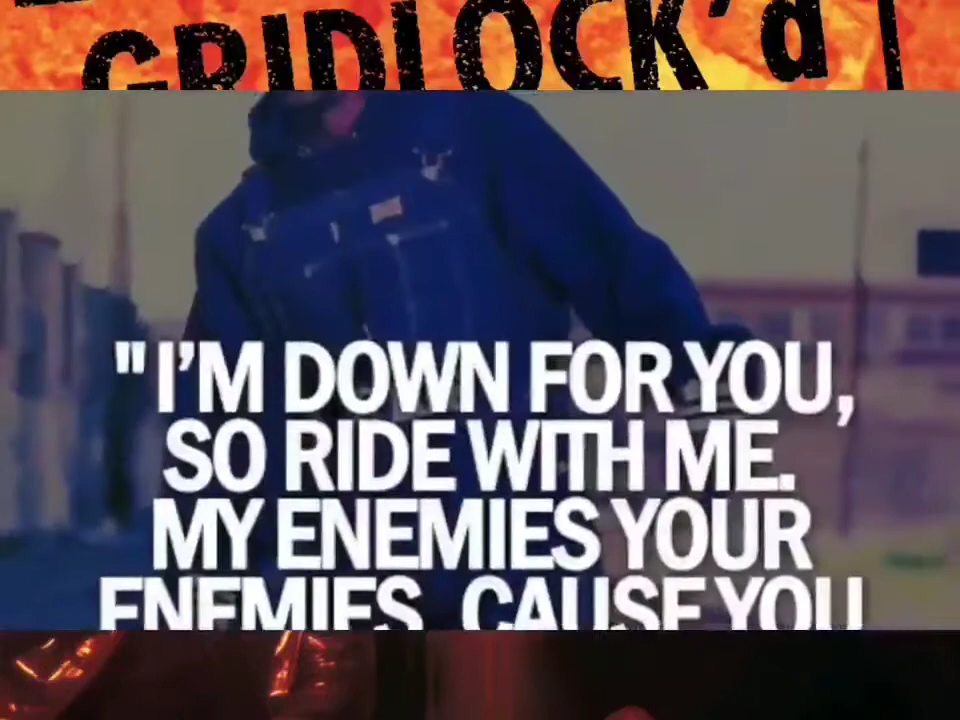 GRIDLOCK'd
"I'M DOWN FOR YOU,
SO RIDE WITH ME.
MY ENEMIES YOUR
ENEMIES, CAUSE YOU